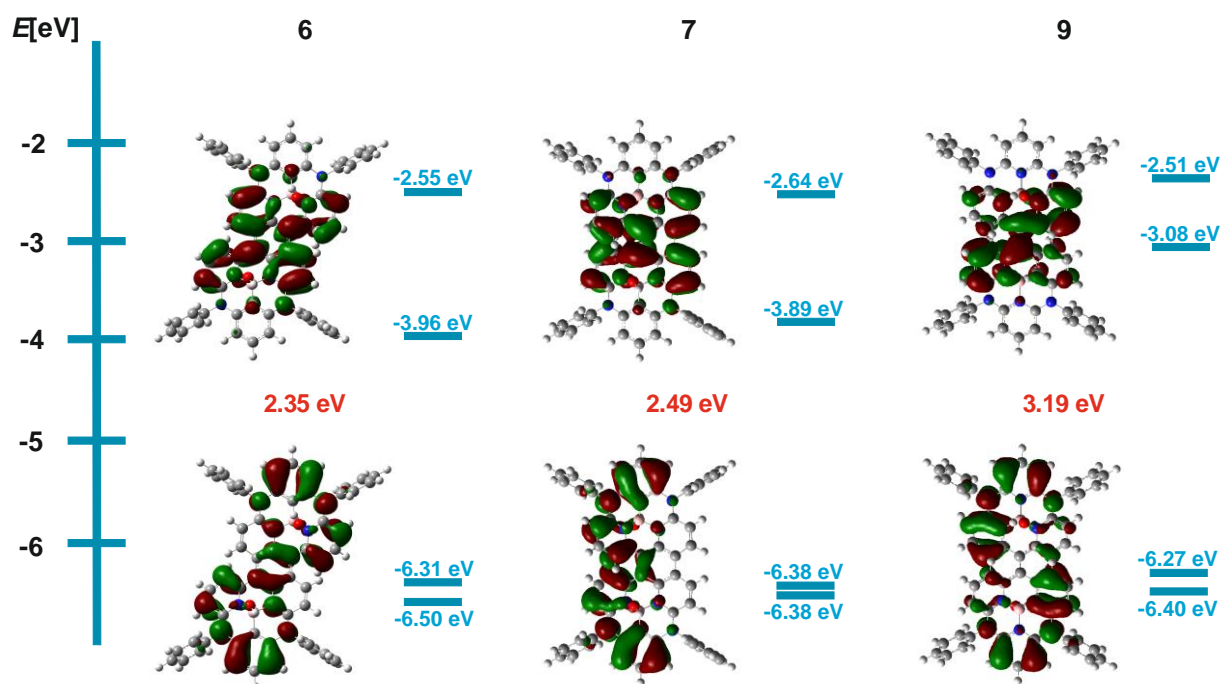 E[eV]
6
7
9
-2
-3
-4
-5
-6
-2.55 eV
-3.96 eV
2.35 eV
-6.31 eV
-6.50 eV
-2.64 eV
-3.89 eV
2.49 eV
-6.38 eV
-6.38 eV
-2.51 eV
-3.08 eV
3.19 eV
-6.27 eV
-6.40 eV